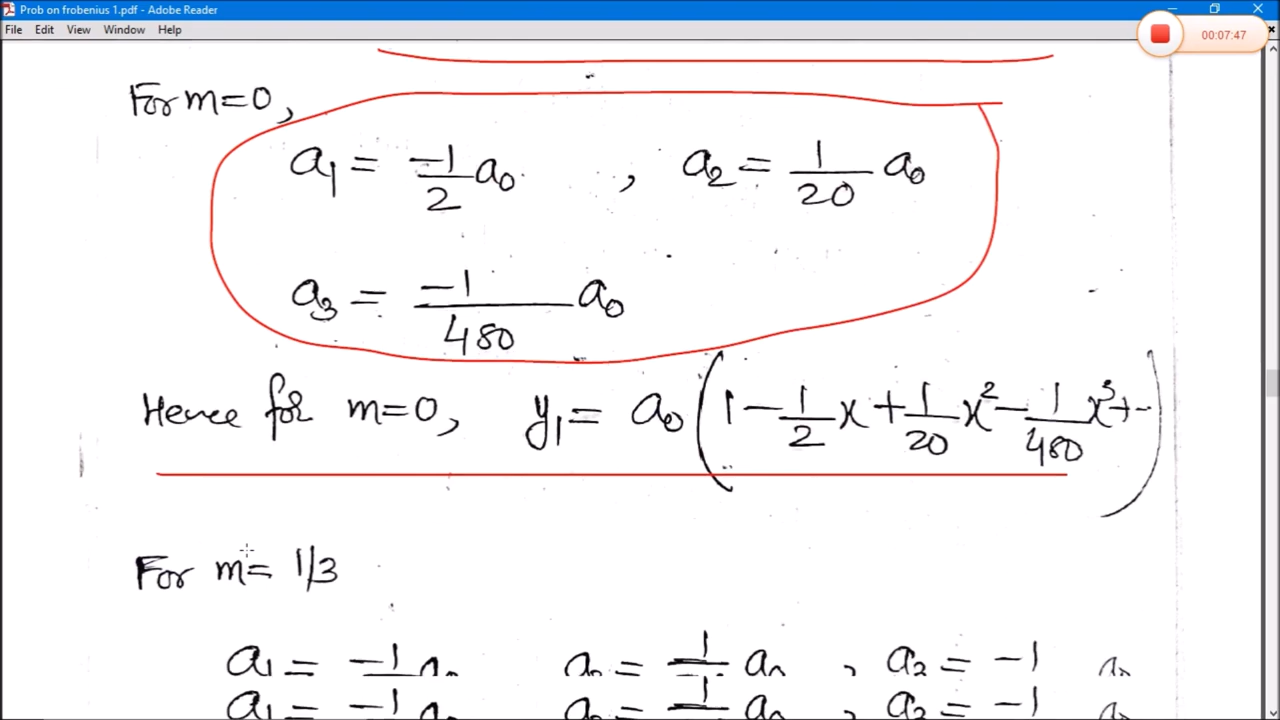 Prob on frobenius 1.pdf - Adobe Reader
File Edit View Window Help
00:07:47
For m=0,
a₁ = -1/2 a₀ , a₂ = 1/20 a₀
a₃ = -1/480 a₀
Hence for m=0, y₁ = a₀ (1 - 1/2 x + 1/20 x² - 1/480 x³ + --)
For m = 1/3
a₁ = -1